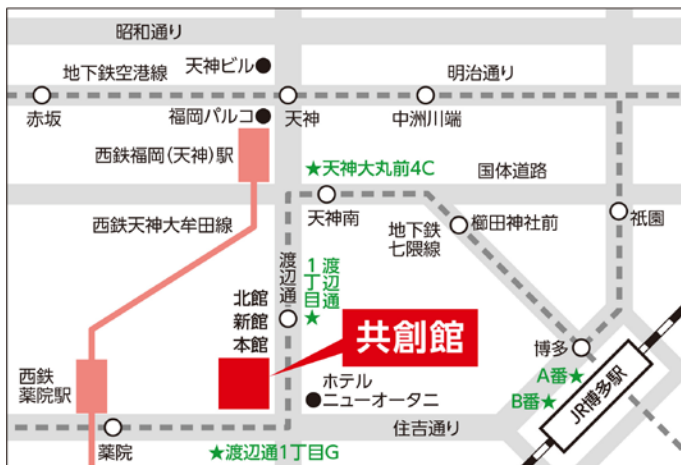 昭和通り
地下鉄空港線
天神ビル
明治通り
赤坂
福岡パルコ
天神
中洲川端
西鉄福岡(天神)駅
★天神大丸前4C
国体道路
西鉄天神大牟田線
天神南
地下鉄
七隈線
櫛田神社前
祇園
渡辺通
渡辺通
1丁目
★
北館
新館
本館
共創館
博多
A番★
B番★
JR博多駅
西鉄
薬院駅
ホテル
ニューオータニ
薬院
★渡辺通1丁目G
住吉通り